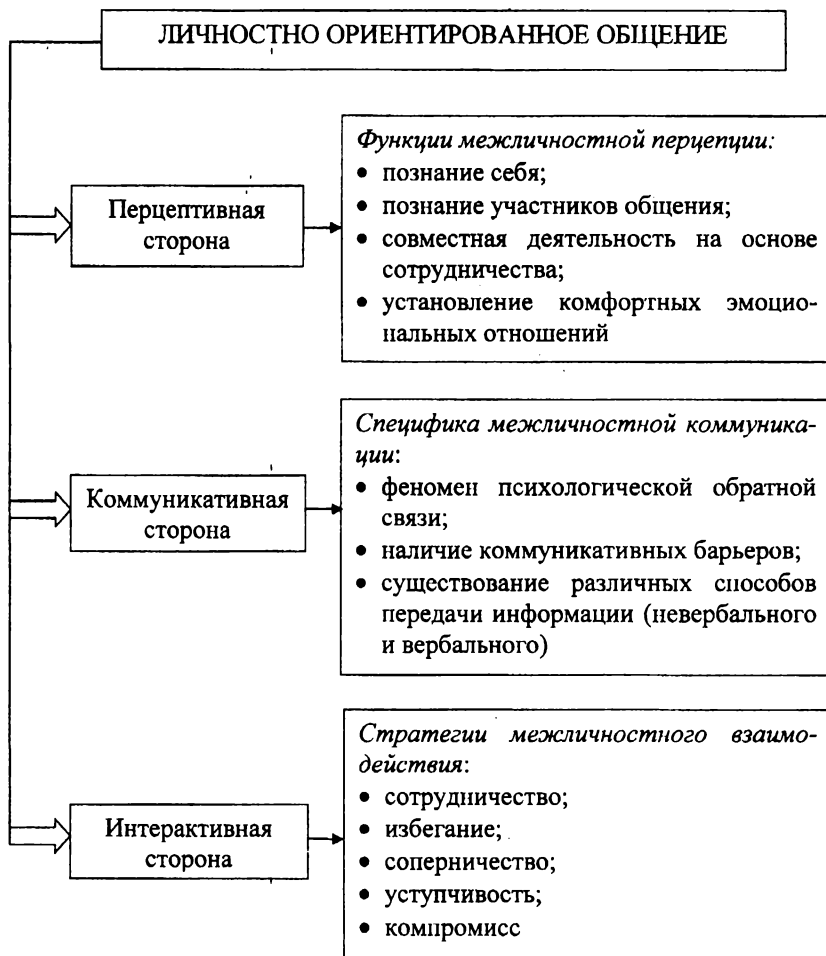 ЛИЧНОСТНО ОРИЕНТИРОВАННОЕ ОБЩЕНИЕ
Перцептивная
сторона
Функции межличностной перцепции:
• познание себя;
• познание участников общения;
• совместная деятельность на основе
сотрудничества;
• установление комфортных эмоцио-
нальных отношений
Коммуникативная
сторона
Специфика межличностной коммуника-
ции:
• феномен психологической обратной
связи;
• наличие коммуникативных барьеров;
• существование различных способов
передачи информации (невербального
и вербального)
Интерактивная
сторона
Стратегии межличностного взаимо-
действия:
• сотрудничество;
• избегание;
• соперничество;
• уступчивость;
• компромисс